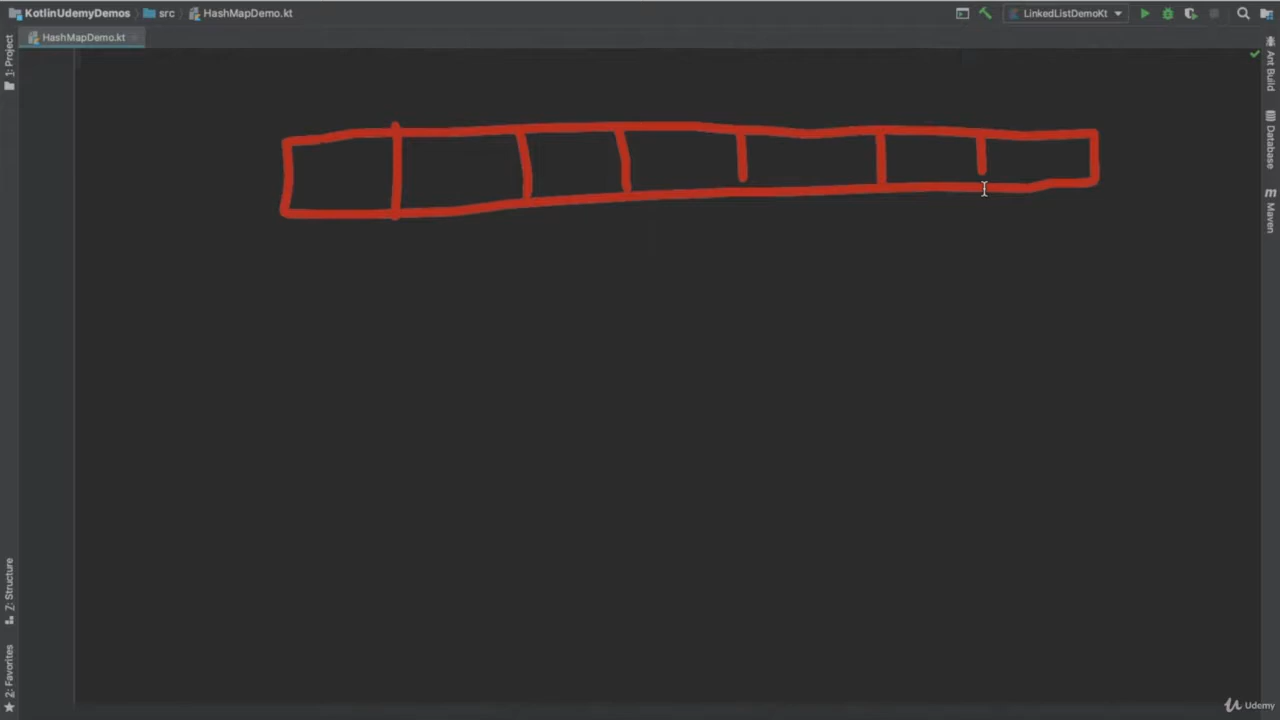 KotlinUdemyDemos src HashMapDemo.kt LinkedListDemoKt
HashMapDemo.kt
1: Project
Ant Build
Database
m Maven
Z: Structure
2: Favorites
Udemy